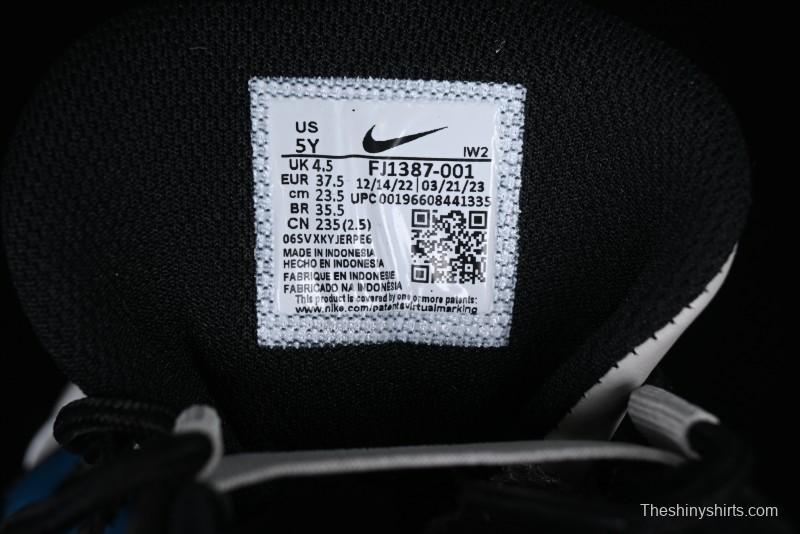 US
5Y
IW2
UK 4.5
FJ1387-001
EUR 37.5
12/14/22 | 03/21/23
cm 23.5
UPC 00196608441335
BR 35.5
CN 235 (2.5)
06SVXKYJERPE6
MADE IN INDONESIA
HECHO EN INDONESIA
FABRIQUE EN INDONESIE
FABRICADO NA INDONÉSIA
This product is covered by one or more patents:
www.nike.com/patentsvirtualmarking
Theshinyshirts.com